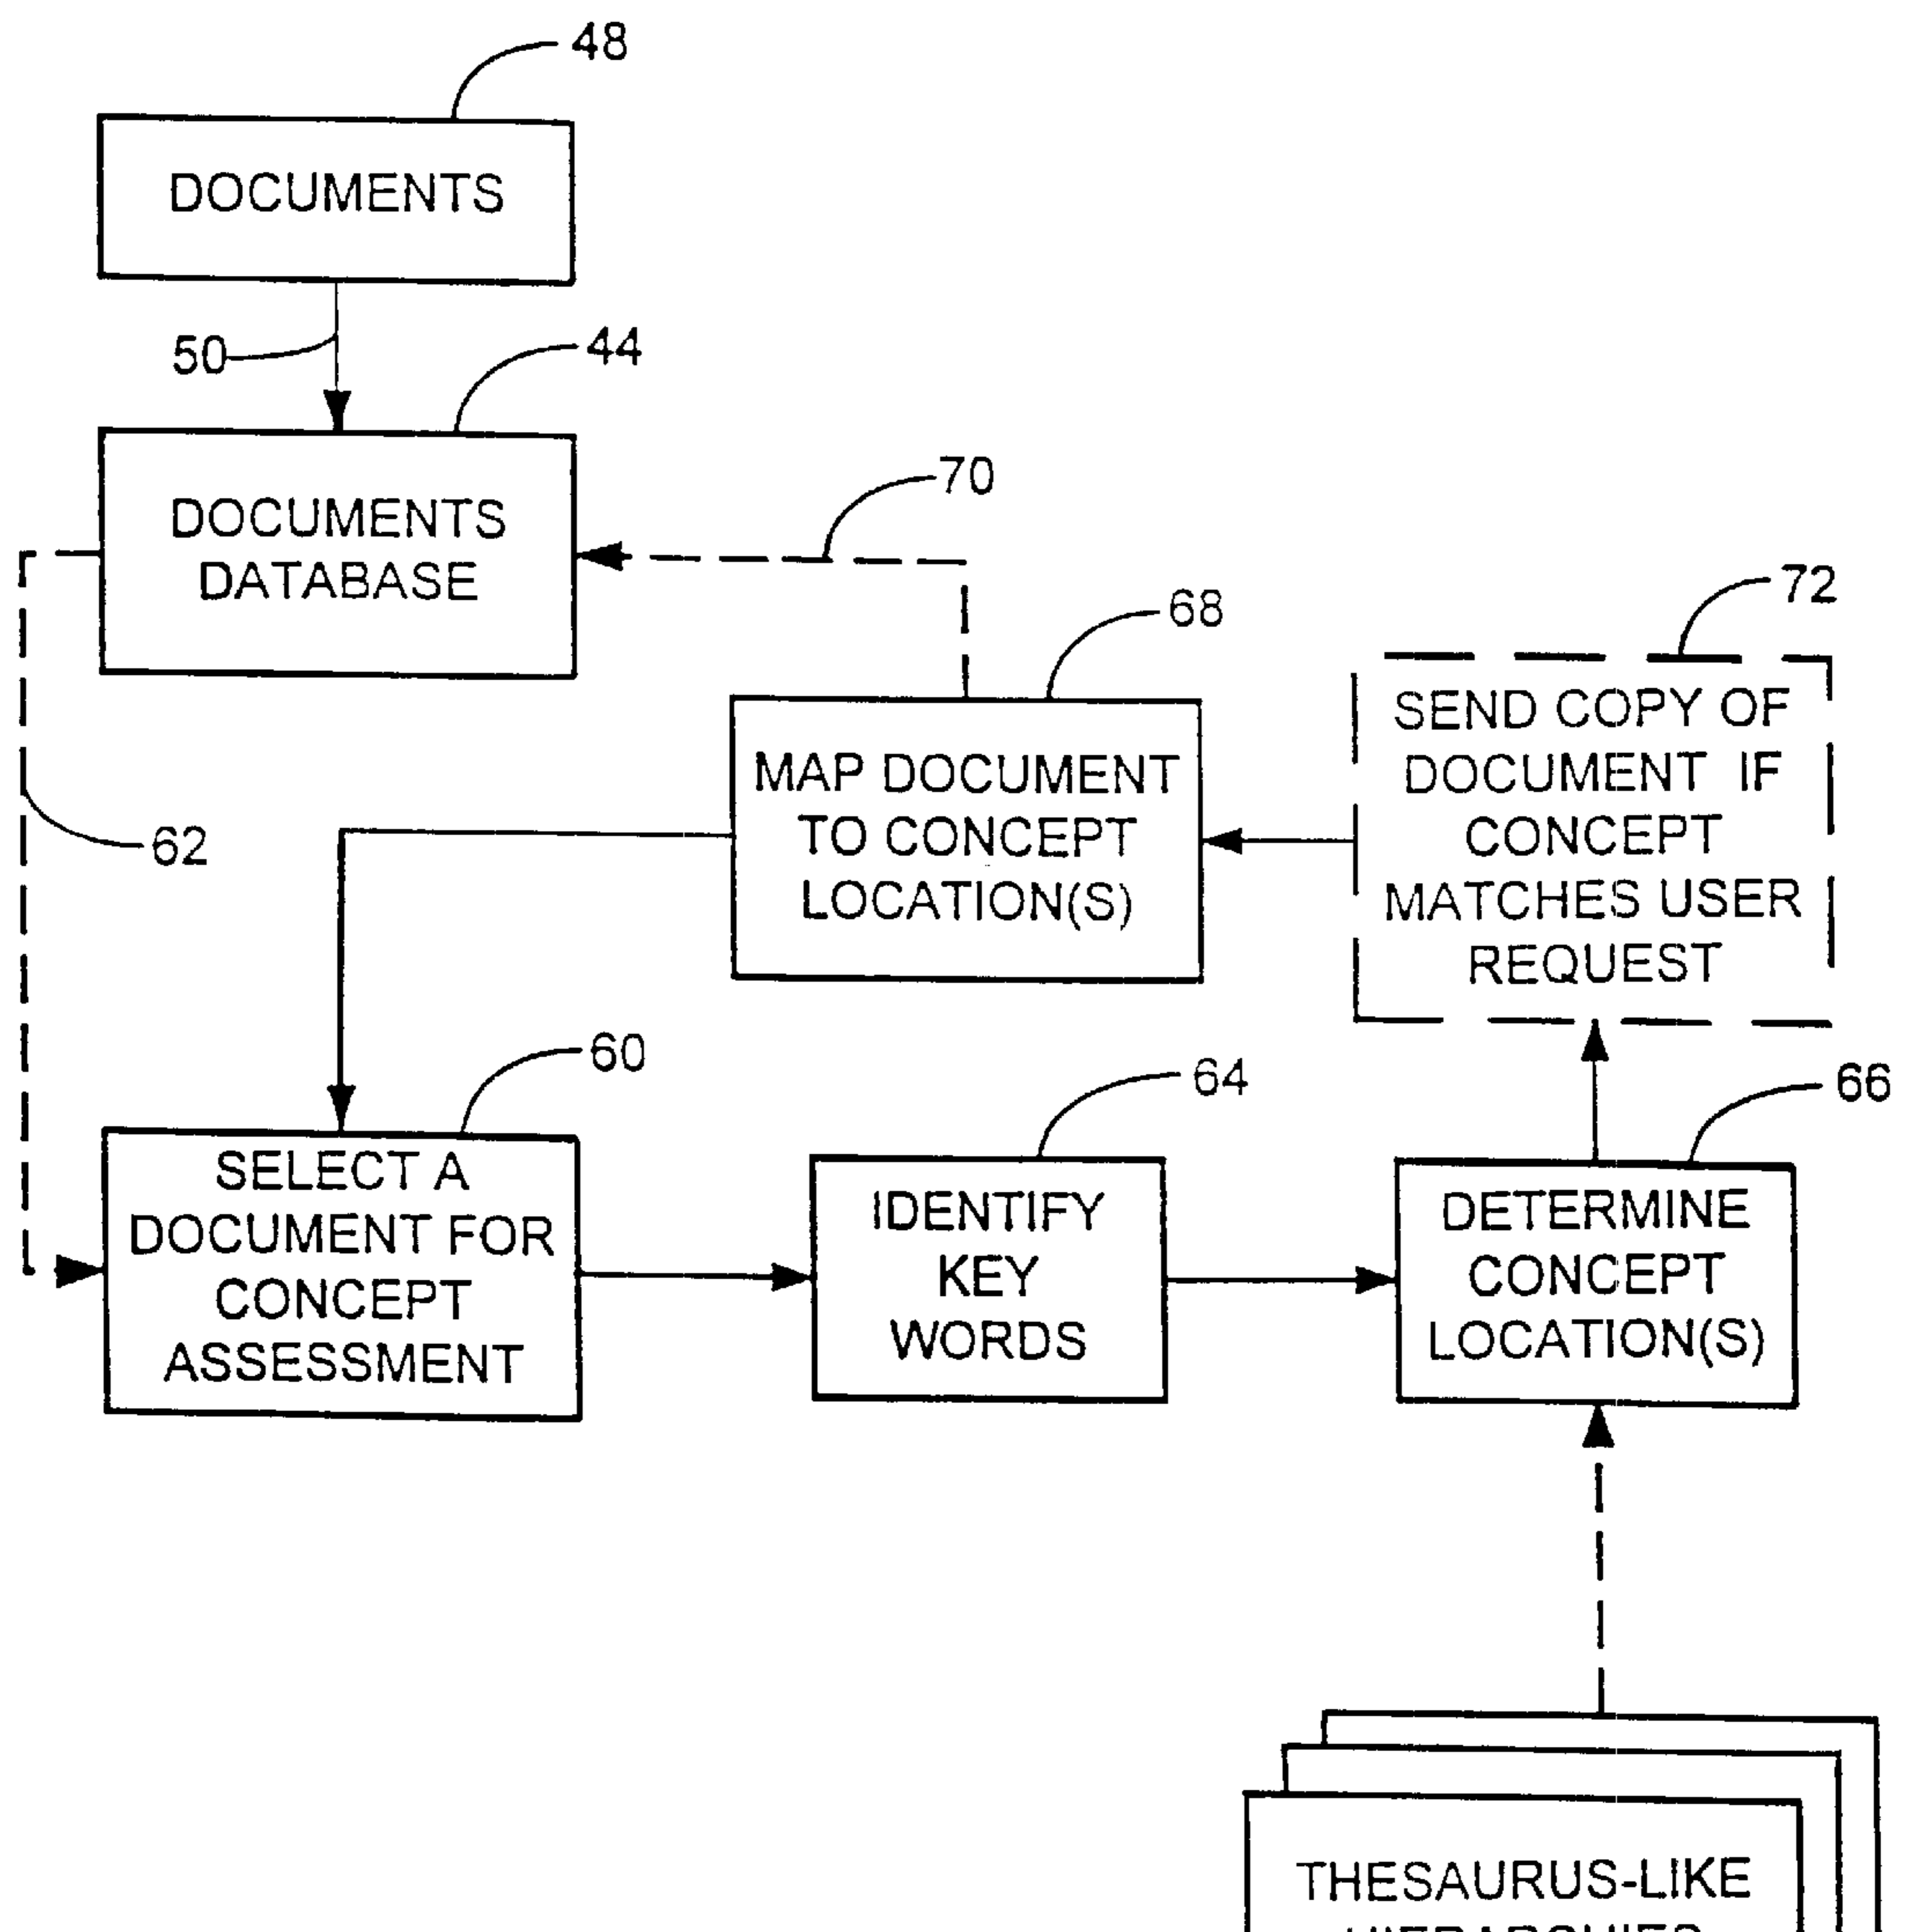 48
DOCUMENTS
50
44
DOCUMENTS
DATABASE
70
68
72
SEND COPY OF
DOCUMENT IF
CONCEPT
MATCHES USER
REQUEST
MAP DOCUMENT
TO CONCEPT
LOCATION(S)
62
60
64
66
SELECT A
DOCUMENT FOR
CONCEPT
ASSESSMENT
IDENTIFY
KEY
WORDS
DETERMINE
CONCEPT
LOCATION(S)
THESAURUS-LIKE